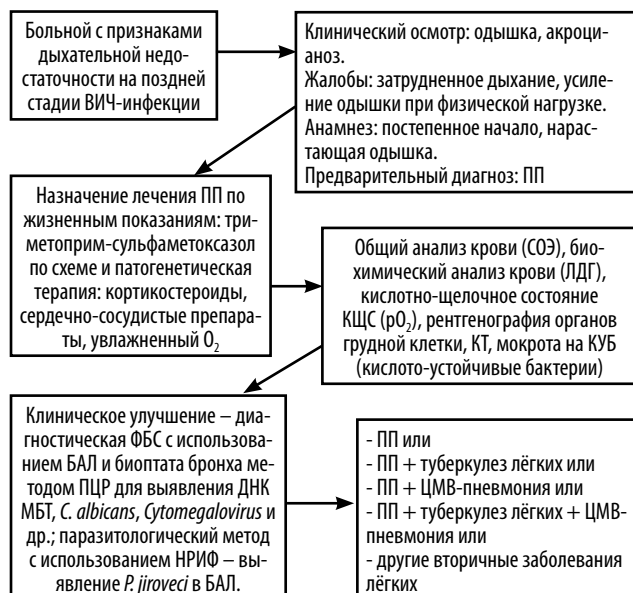 Больной с признаками
дыхательной недо-
статочности на поздней
стадии ВИЧ-инфекции
Клинический осмотр: одышка, акроци-
аноз.
Жалобы: затрудненное дыхание, усиле-
ние одышки при физической нагрузке.
Анамнез: постепенное начало, нарас-
тающая одышка.
Предварительный диагноз: ПП
Назначение лечения ПП по
жизненным показаниям: три-
метоприм-сульфаметоксазол
по схеме и патогенетическая
терапия: кортикостероиды,
сердечно-сосудистые препара-
ты, увлажненный O₂
Общий анализ крови (СОЭ), био-
химический анализ крови (ЛДГ),
кислотно-щелочное состояние
КЩС (pO₂), рентгенография органов
грудной клетки, КТ, мокрота на КУБ
(кислото-устойчивые бактерии)
Клиническое улучшение – диа-
гностическая ФБС с использова-
нием БАЛ и биоптата бронха ме-
тодом ПЦР для выявления ДНК
МБТ, C. albicans, Cytomegalovirus и
др.; паразитологический метод
с использованием НРИФ – вы-
явление P. jiroveci в БАЛ.
- ПП или
- ПП + туберкулез лёгких или
- ПП + ЦМВ-пневмония или
- ПП + туберкулез лёгких + ЦМВ-
пневмония или
- другие вторичные заболевания
лёгких